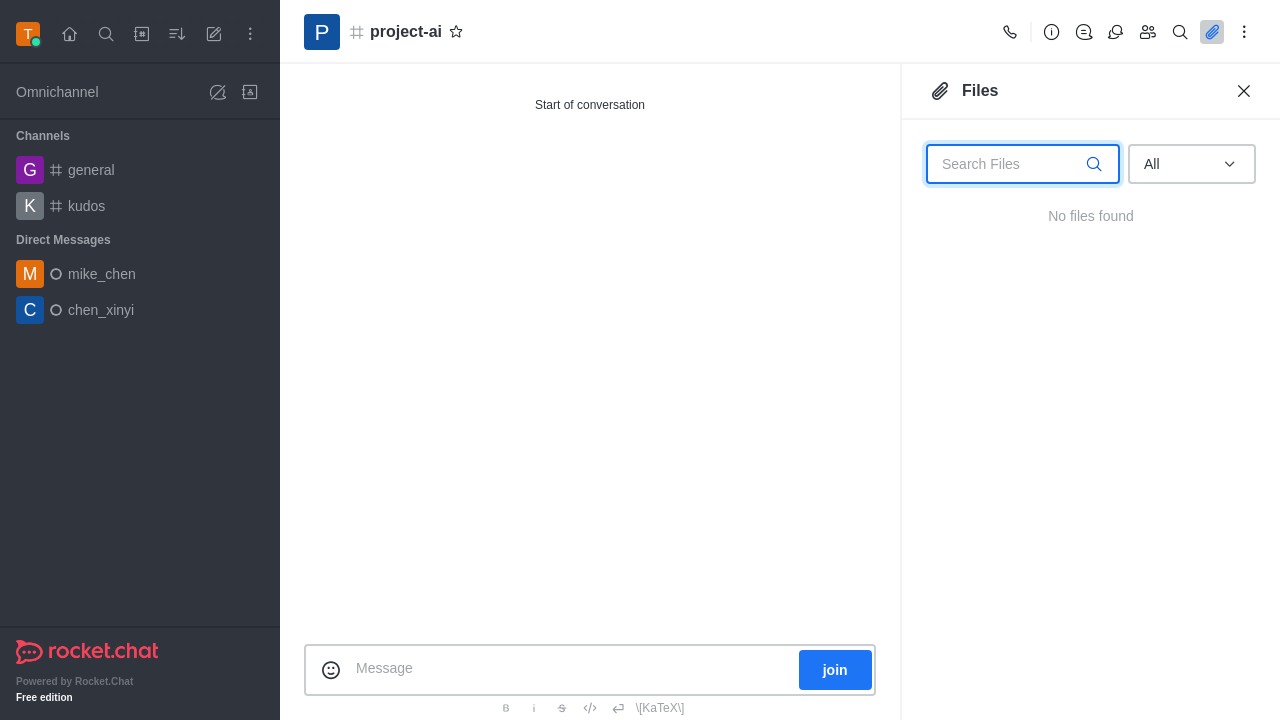 T
Omnichannel
Channels
G general
K kudos
Direct Messages
M mike_chen
C chen_xinyi
rocket.chat
Powered by Rocket.Chat
Free edition
P project-ai
Start of conversation
Message
join
B i S \[KaTeX\]
Files
Search Files
All
No files found